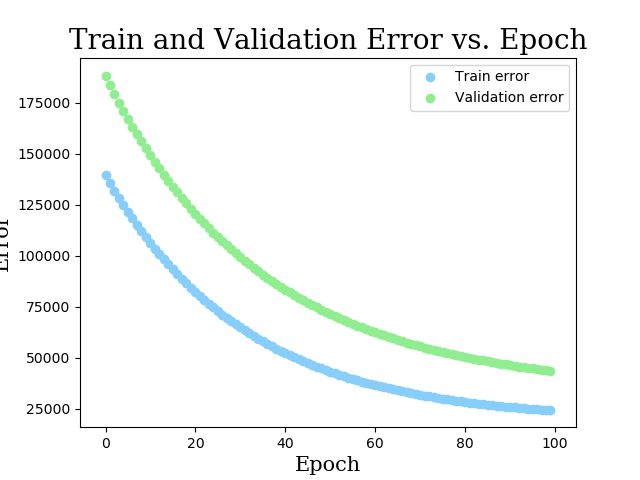 Train and Validation Error vs. Epoch
Train error
Validation error
Error
175000
150000
125000
100000
75000
50000
25000
0 20 40 60 80 100
Epoch